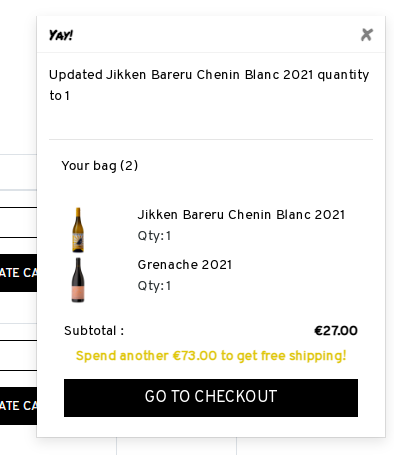 Yay!
Updated Jikken Bareru Chenin Blanc 2021 quantity
to 1
Your bag (2)
Jikken Bareru Chenin Blanc 2021
Qty: 1
Grenache 2021
Qty: 1
Subtotal : €27.00
Spend another €73.00 to get free shipping!
GO TO CHECKOUT
ATE CA
ATE CA